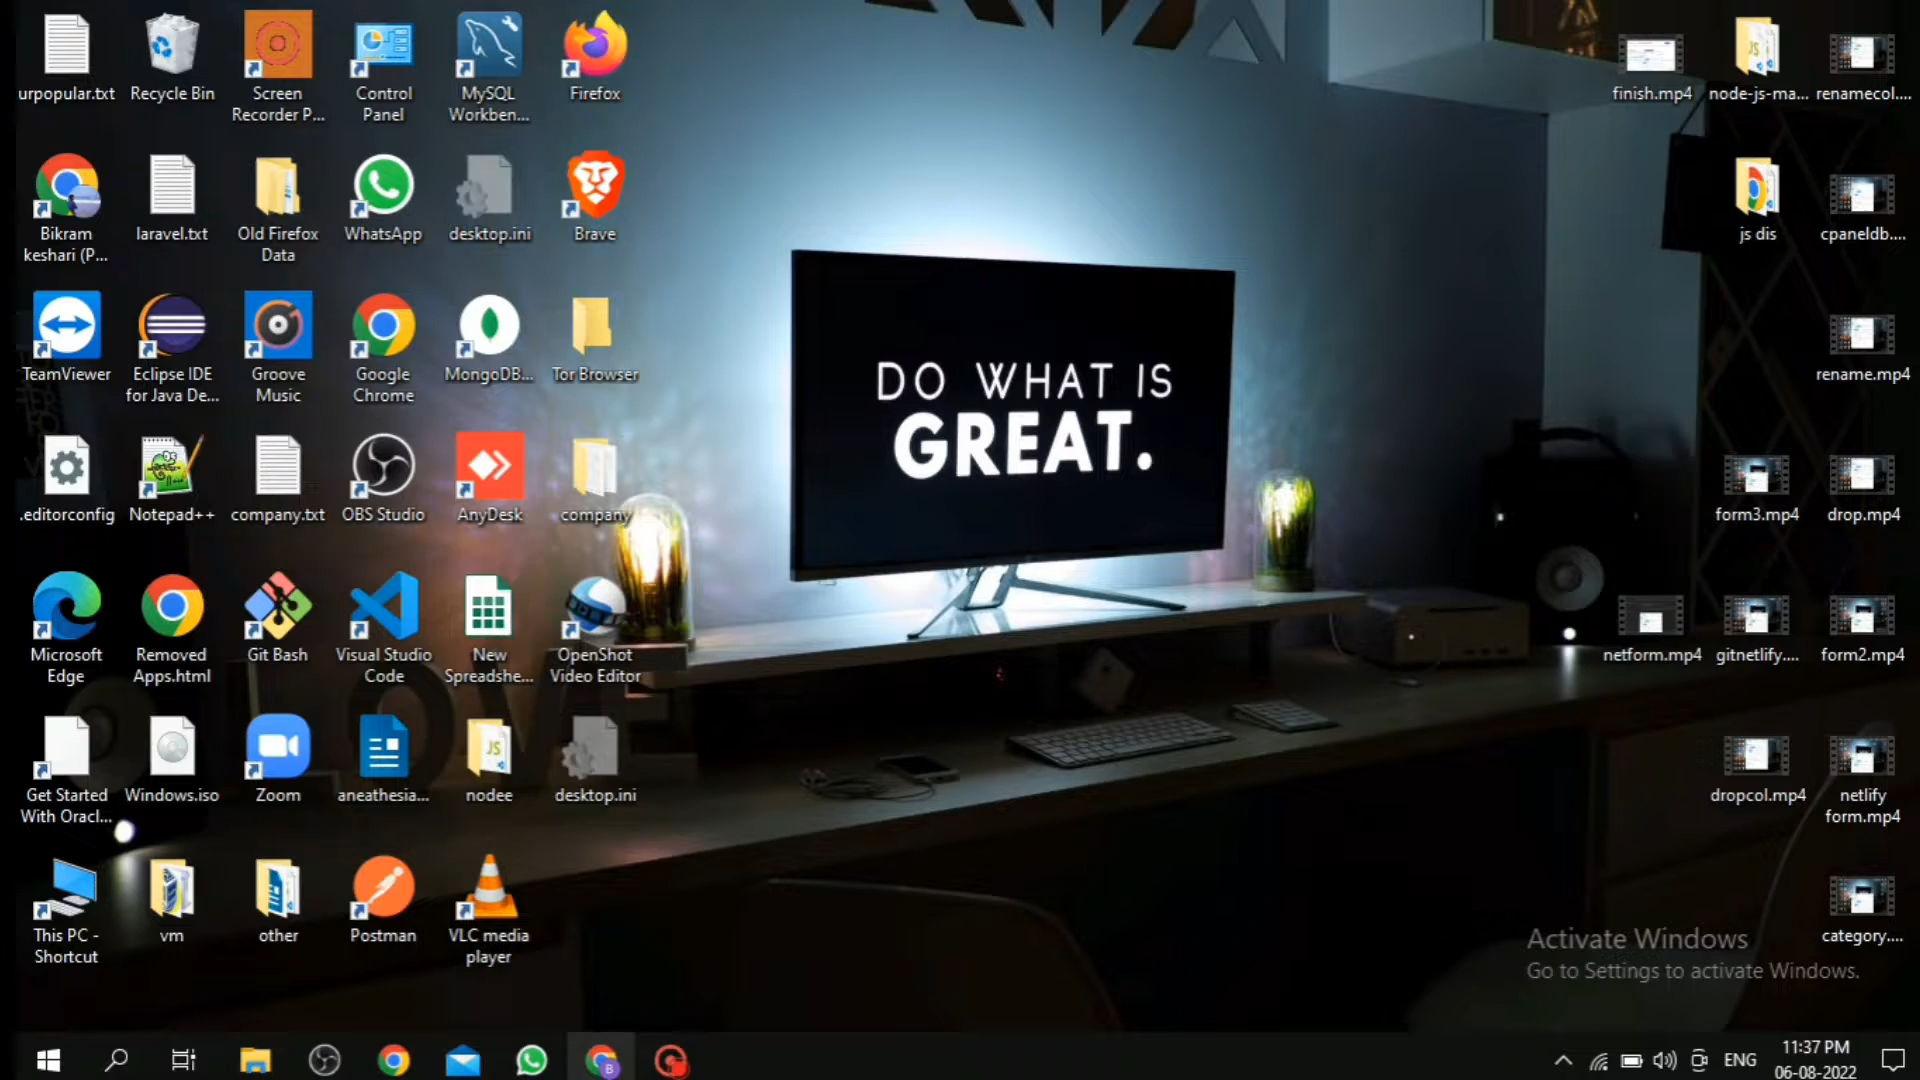 urpopular.txt
Recycle Bin
Screen
Recorder P...
Control
Panel
MySQL
Workben...
Firefox
finish.mp4
node-js-ma...
renamecol....
Bikram
keshari (P...
laravel.txt
Old Firefox
Data
WhatsApp
desktop.ini
Brave
js dis
cpaneldb....
TeamViewer
Eclipse IDE
for Java De...
Groove
Music
Google
Chrome
MongoDB...
Tor Browser
rename.mp4
DO WHAT IS
GREAT.
.editorconfig
Notepad++
company.txt
OBS Studio
AnyDesk
company
form3.mp4
drop.mp4
Microsoft
Edge
Removed
Apps.html
Git Bash
Visual Studio
Code
New
Spreadshe...
OpenShot
Video Editor
netform.mp4
gitnetlify....
form2.mp4
Get Started
With Oracl...
Windows.iso
Zoom
aneathesia...
nodee
desktop.ini
dropcol.mp4
netlify
form.mp4
This PC -
Shortcut
vm
other
Postman
VLC media
player
category....
Activate Windows
Go to Settings to activate Windows.
ENG
11:37 PM
06-08-2022